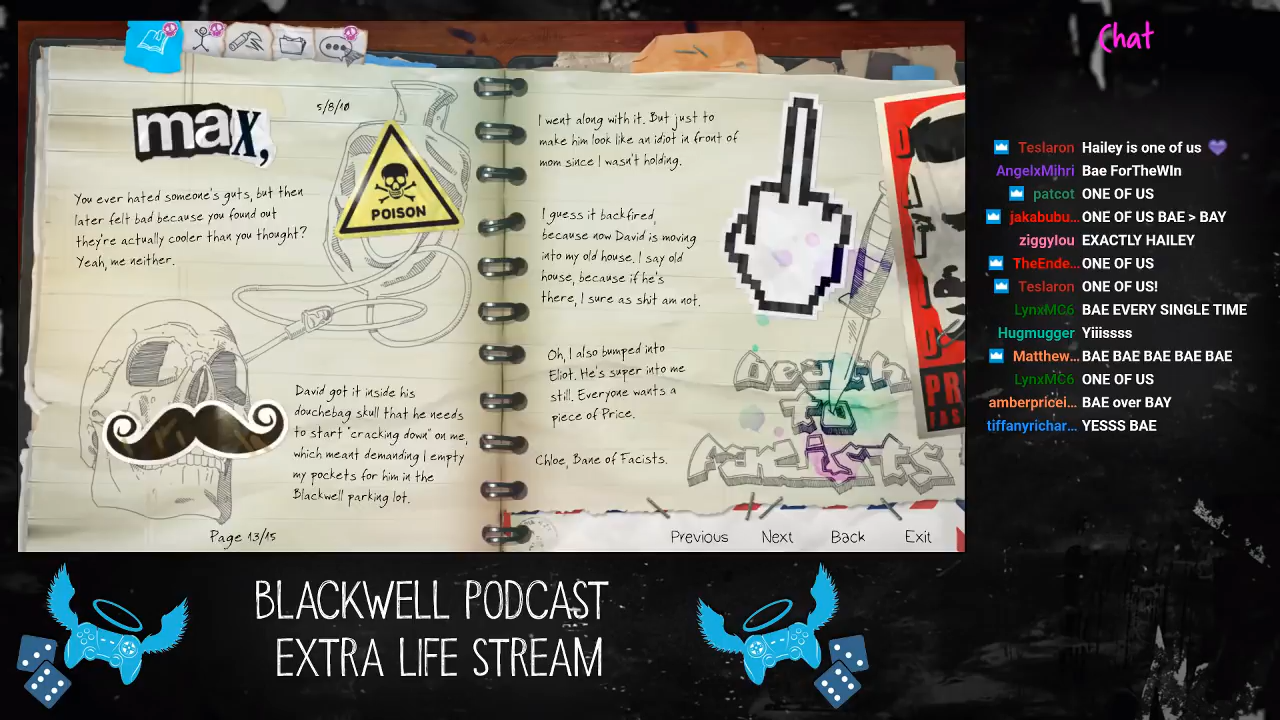 max,
5/8/10
POISON
You ever hated someone's guts, but then
later felt bad because you found out
they're actually cooler than you thought?
Yeah, me neither.
David got it inside his
douchebag skull that he needs
to start "cracking down" on me,
which meant demanding I empty
my pockets for him in the
Blackwell parking lot.
Page 13/15
I went along with it. But just to
make him look like an idiot in front of
mom since I wasn't holding.
I guess it backfired,
because now David is moving
into my old house. I say old
house, because if he's
there, I sure as shit am not.
Oh, I also bumped into
Eliot. He's super into me
still. Everyone wants a
piece of Price.
Chloe, Bane of Facists.
Death
to
Previous Next Back Exit
Chat
Teslaron Hailey is one of us
AngelxMihri Bae ForTheWIn
patcot ONE OF US
jakabubu... ONE OF US BAE > BAY
ziggylou EXACTLY HAILEY
TheEnde... ONE OF US
Teslaron ONE OF US!
LynxMC6 BAE EVERY SINGLE TIME
Hugmugger Yiiissss
Matthew... BAE BAE BAE BAE BAE
LynxMC6 ONE OF US
amberpricei... BAE over BAY
tiffanyrichar... YESSS BAE
BLACKWELL PODCAST
EXTRA LIFE STREAM